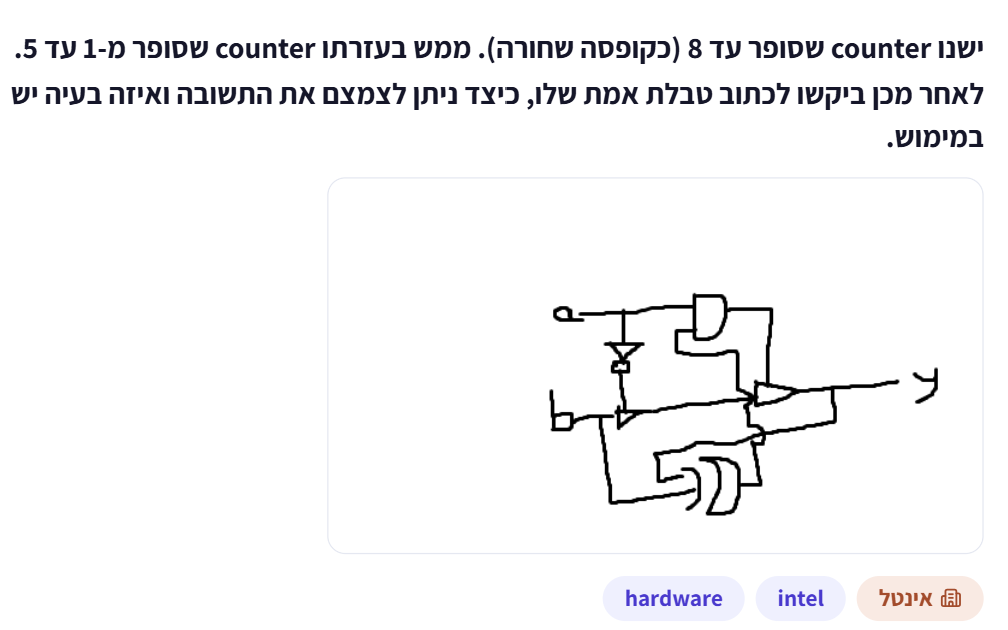 ישנו counter שסופר עד 8 (כקופסה שחורה). ממש בעזרתו counter שסופר מ-1 עד 5.
לאחר מכן ביקשו לכתוב טבלת אמת שלו, כיצד ניתן לצמצם את התשובה ואיזה בעיה יש
במימוש.
a
b
y
אינטל
intel
hardware